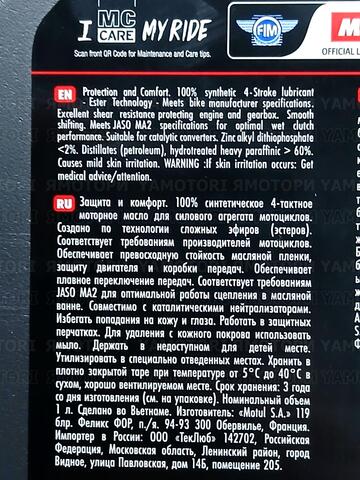 I MC CARE MY RIDE
Scan front QR Code for Maintenance and Care tips.
FIM
OFFICIAL L
EN Protection and Comfort. 100% synthetic 4-Stroke lubricant
- Ester Technology - Meets bike manufacturer specifications.
Excellent shear resistance protecting engine and gearbox. Smooth
shifting. Meets JASO MA2 specifications for optimal wet clutch
performance. Suitable for catalytic converters. Zinc alkyl dithiophosphate
<2%. Distillates (petroleum), hydrotreated heavy paraffinic > 60%.
Causes mild skin irritation. WARNING :If skin irritation occurs: Get
medical advice/attention.
YAMOTORI ЯМОТОРИ YAMOTORI
RU Защита и комфорт. 100% синтетическое 4-тактное
моторное масло для силового агрегата мотоциклов.
Создано по технологии сложных эфиров (эстеров).
Соответствует требованиям производителей мотоциклов.
Обеспечивает превосходную стойкость масляной пленки,
защиту двигателя и коробки передач. Обеспечивает
плавное переключение передач. Соответствует требованиям
JASO MA2 для оптимальной работы сцепления в масляной
ванне. Совместимо с каталитическими нейтрализаторами.
Избегать попадания на кожу и глаза. Работать в защитных
перчатках. Для удаления с кожного покрова использовать
мыло. Держать в недоступном для детей месте.
Утилизировать в специально отведенных местах. Хранить в
плотно закрытой таре при температуре от 5°C до 40°C в
сухом, хорошо вентилируемом месте. Срок хранения: 3 года
со дня изготовления (см. на упаковке). Номинальный объем
1 л. Сделано во Вьетнаме. Изготовитель: «Motul S.A.» 119
блр. Феликс ФОР, п./я. 94-93 300 Обервилье, Франция.
Импортер в России: ООО «ТекЛюб» 142702, Российская
Федерация, Московская область, Ленинский район, город
Видное, улица Павловская, дом 14Б, помещение 205.